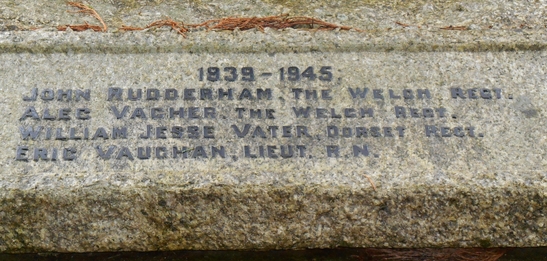 1939-1945.
JOHN RUDDERHAM, THE WELCH REGT.
ALEC VACHER, THE WELCH REGT.
WILLIAM JESSE VATER, DORSET REGT.
ERIC VAUGHAN, LIEUT. R.N.